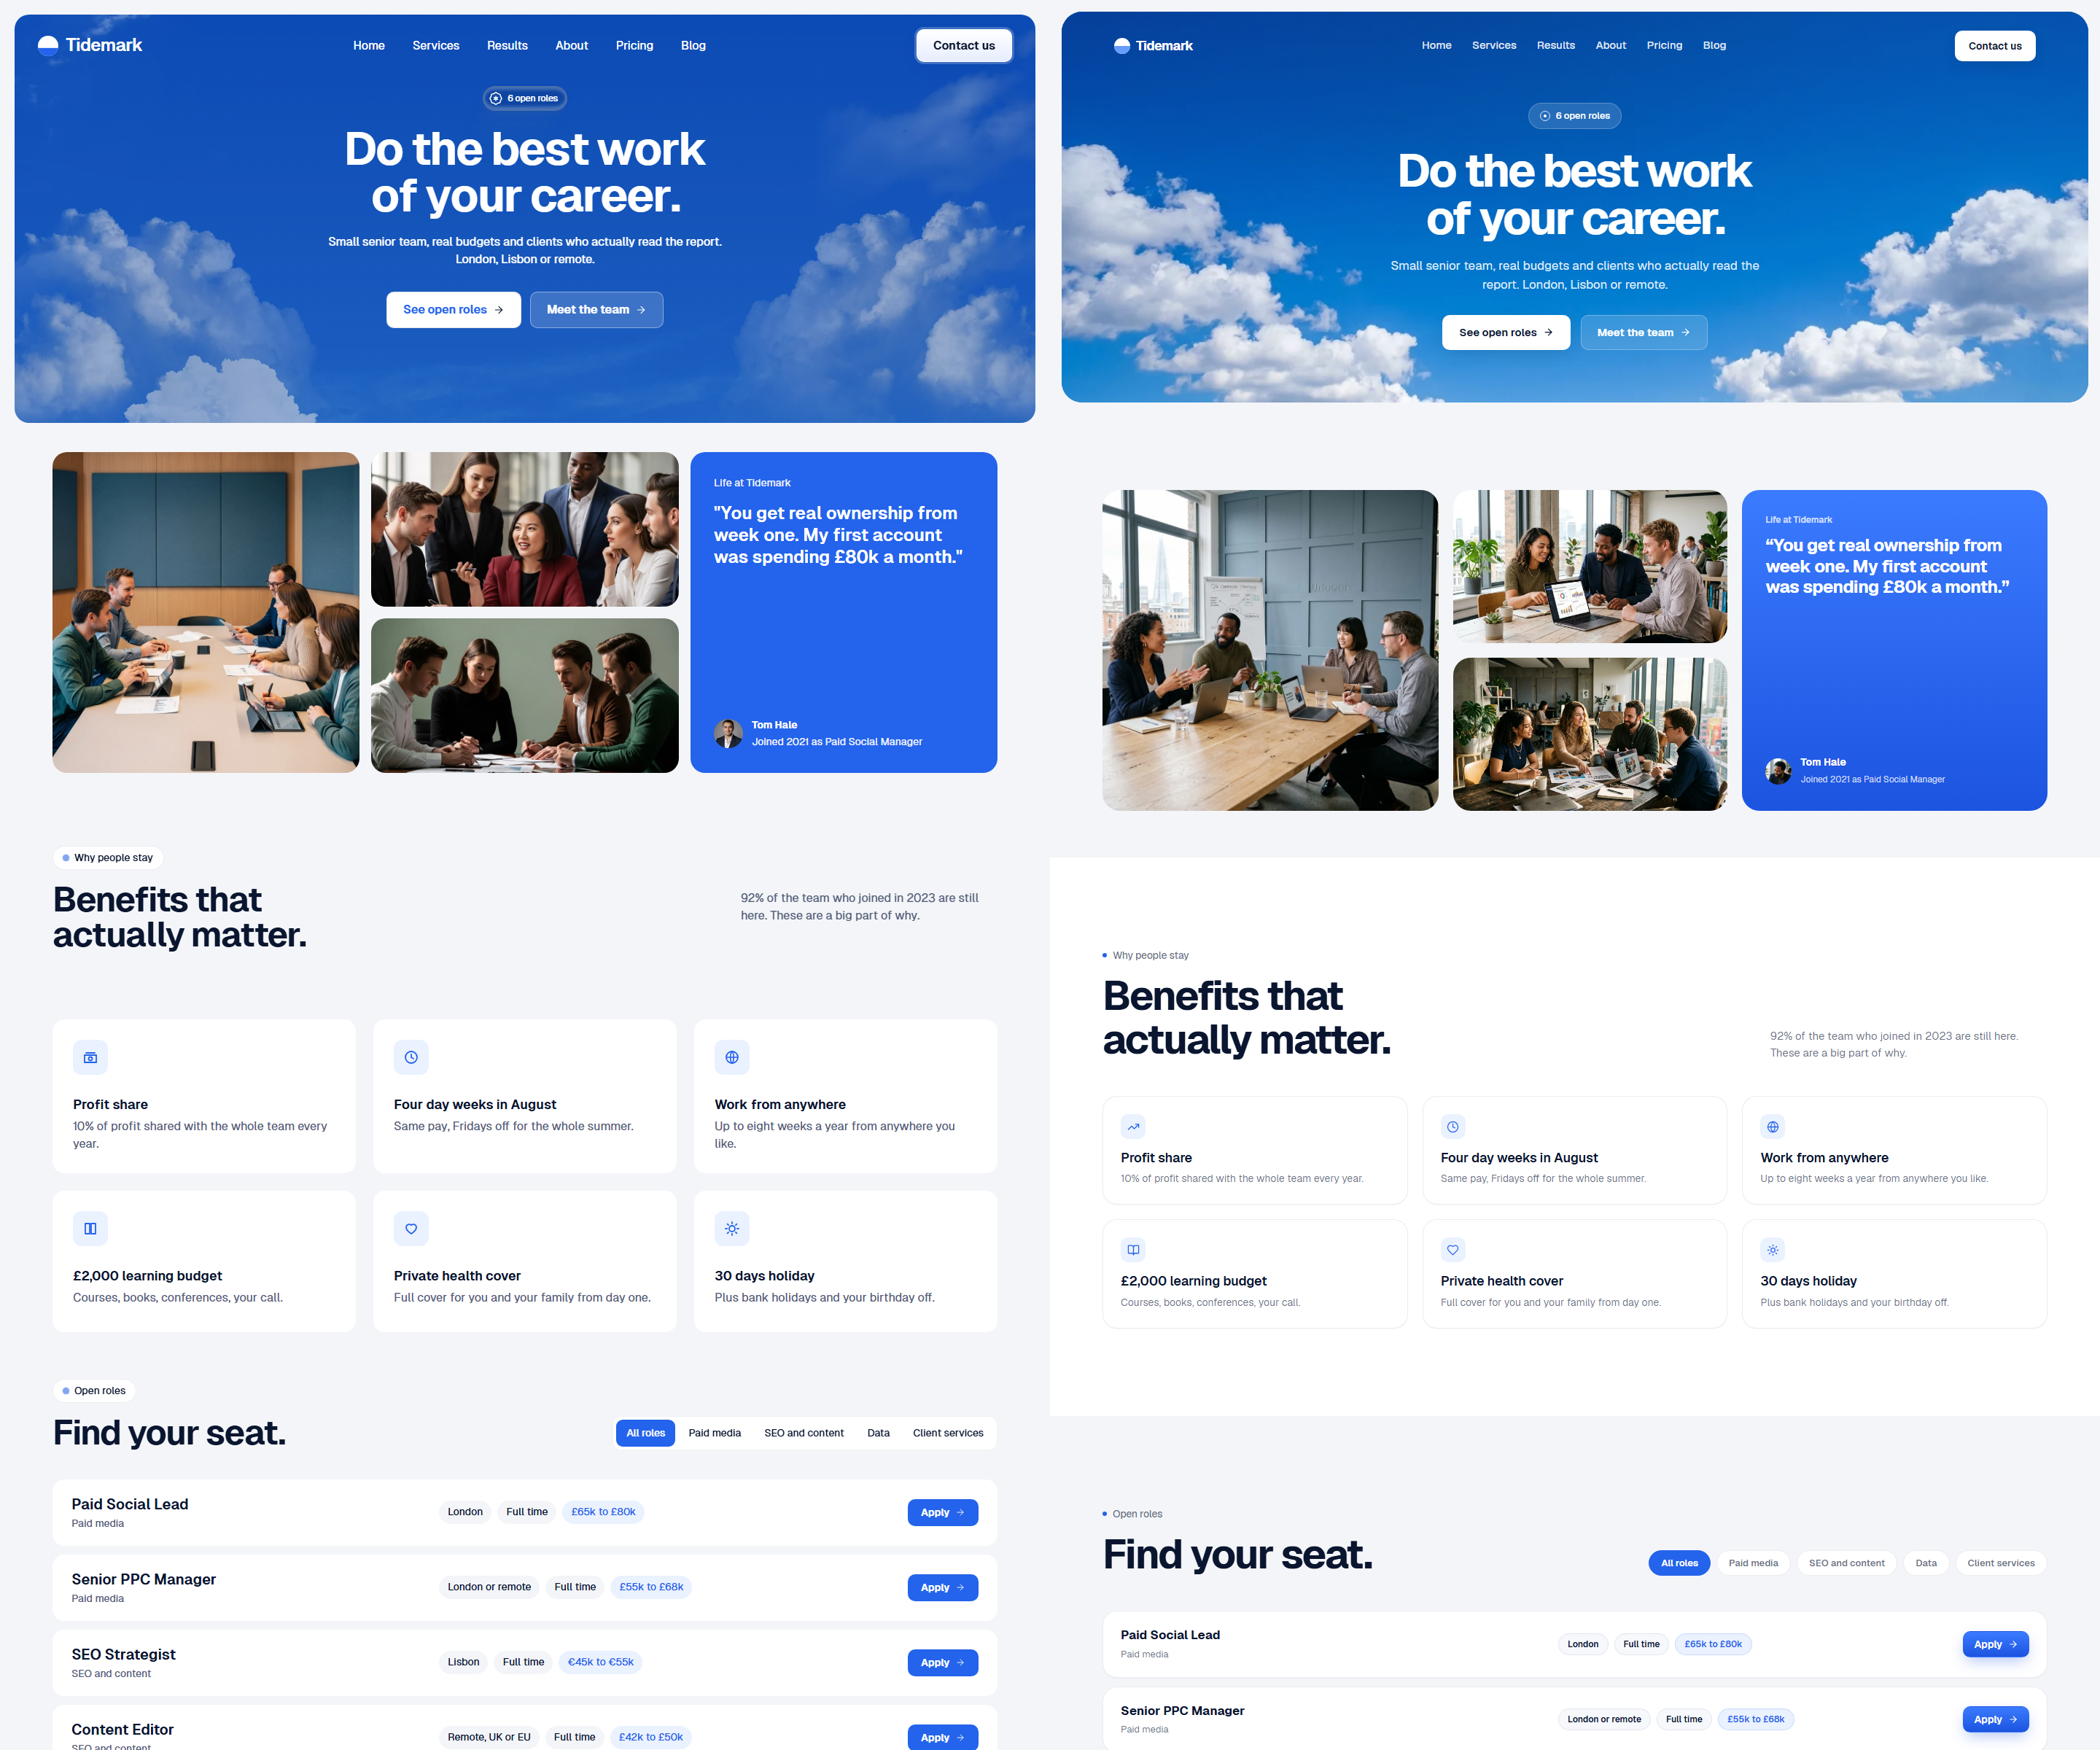 Tidemark
Home Services Results About Pricing Blog
Contact us
6 open roles
Do the best work
of your career.
Small senior team, real budgets and clients who actually read the report.
London, Lisbon or remote.
See open roles → Meet the team →
Life at Tidemark
"You get real ownership from
week one. My first account
was spending £80k a month."
Tom Hale
Joined 2021 as Paid Social Manager
Why people stay
Benefits that
actually matter.
92% of the team who joined in 2023 are still
here. These are a big part of why.
Profit share
10% of profit shared with the whole team every
year.
Four day weeks in August
Same pay, Fridays off for the whole summer.
Work from anywhere
Up to eight weeks a year from anywhere you
like.
£2,000 learning budget
Courses, books, conferences, your call.
Private health cover
Full cover for you and your family from day one.
30 days holiday
Plus bank holidays and your birthday off.
Open roles
Find your seat.
All roles Paid media SEO and content Data Client services
Paid Social Lead
Paid media
London Full time £65k to £80k
Apply →
Senior PPC Manager
Paid media
London or remote Full time £55k to £68k
Apply →
SEO Strategist
SEO and content
Lisbon Full time €45k to €55k
Apply →
Content Editor
SEO and content
Remote, UK or EU Full time £42k to £50k
Apply →
Tidemark
Home Services Results About Pricing Blog
Contact us
6 open roles
Do the best work
of your career.
Small senior team, real budgets and clients who actually read the
report. London, Lisbon or remote.
See open roles → Meet the team →
Life at Tidemark
“You get real ownership from
week one. My first account
was spending £80k a month.”
Tom Hale
Joined 2021 as Paid Social Manager
Why people stay
Benefits that
actually matter.
92% of the team who joined in 2023 are still here.
These are a big part of why.
Profit share
10% of profit shared with the whole team every year.
Four day weeks in August
Same pay, Fridays off for the whole summer.
Work from anywhere
Up to eight weeks a year from anywhere you like.
£2,000 learning budget
Courses, books, conferences, your call.
Private health cover
Full cover for you and your family from day one.
30 days holiday
Plus bank holidays and your birthday off.
Open roles
Find your seat.
All roles Paid media SEO and content Data Client services
Paid Social Lead
Paid media
London Full time £65k to £80k
Apply →
Senior PPC Manager
Paid media
London or remote Full time £55k to £68k
Apply →